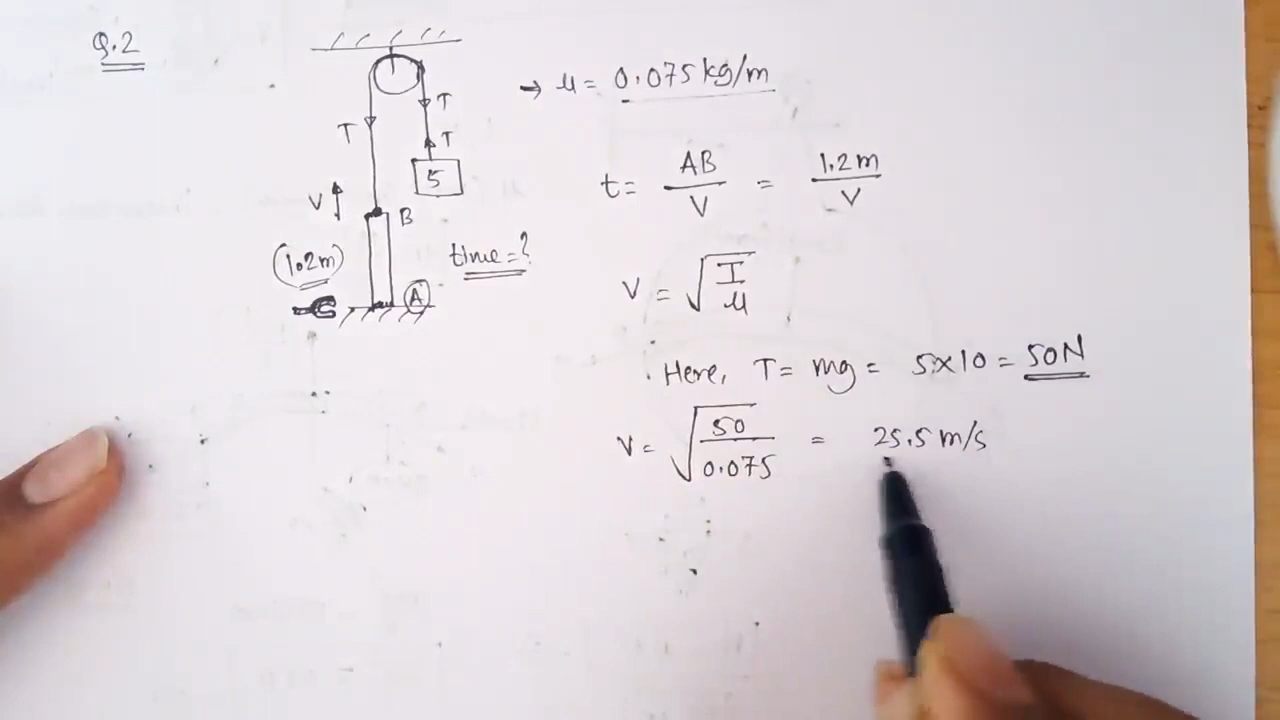 Q.2
→ μ = 0.075 kg/m
T
T
T
5
V
B
(1.2m)
time=?
A
t = AB/V = 1.2m/V
V = √(T/μ)
Here, T = mg = 5×10 = 50N
V = √(50/0.075) = 25.5 m/s